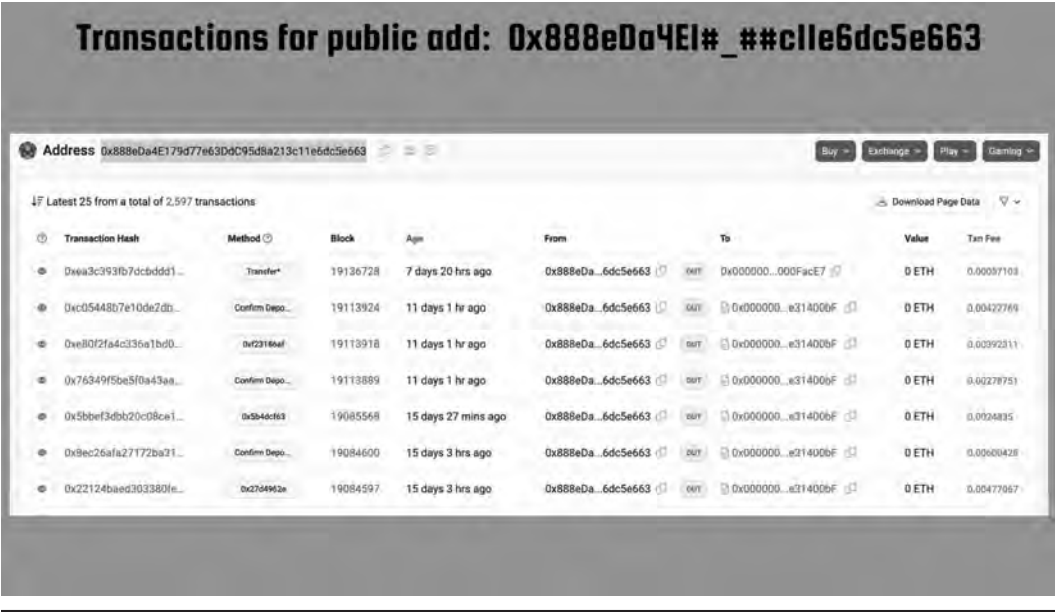 Transactions for public add: 0x888eDa4E1#_##c11e6dc5e663
Address 0x888eDa4E179d77e63DdC95d8a213c11e6dc5e663
Buy Exchange Play Gaming
Latest 25 from a total of 2,597 transactions Download Page Data
Transaction Hash Method Block Age From To Value Txn Fee
0xea3c393fb7dcbddd1... Transfer* 19136728 7 days 20 hrs ago 0x888eDa...6dc5e663 OUT 0x000000...000FacE7 0 ETH 0.00057103
0xc05448b7e10de2db... Confirm Depo... 19113924 11 days 1 hr ago 0x888eDa...6dc5e663 OUT 0x000000...e31400bF 0 ETH 0.00422769
0xe80f2fa4c336a1bd0... 0xf23166af 19113918 11 days 1 hr ago 0x888eDa...6dc5e663 OUT 0x000000...e31400bF 0 ETH 0.00392311
0x76349f5be5f0a43aa... Confirm Depo... 19113889 11 days 1 hr ago 0x888eDa...6dc5e663 OUT 0x000000...e31400bF 0 ETH 0.00278751
0x5bbef3dbb20c08ce1... 0x5b4dcf63 19085568 15 days 27 mins ago 0x888eDa...6dc5e663 OUT 0x000000...e31400bF 0 ETH 0.0024835
0x8ec26afa27172ba31... Confirm Depo... 19084600 15 days 3 hrs ago 0x888eDa...6dc5e663 OUT 0x000000...e31400bF 0 ETH 0.00600428
0x22124baed303380fe... 0x27d4962e 19084597 15 days 3 hrs ago 0x888eDa...6dc5e663 OUT 0x000000...e31400bF 0 ETH 0.00477067